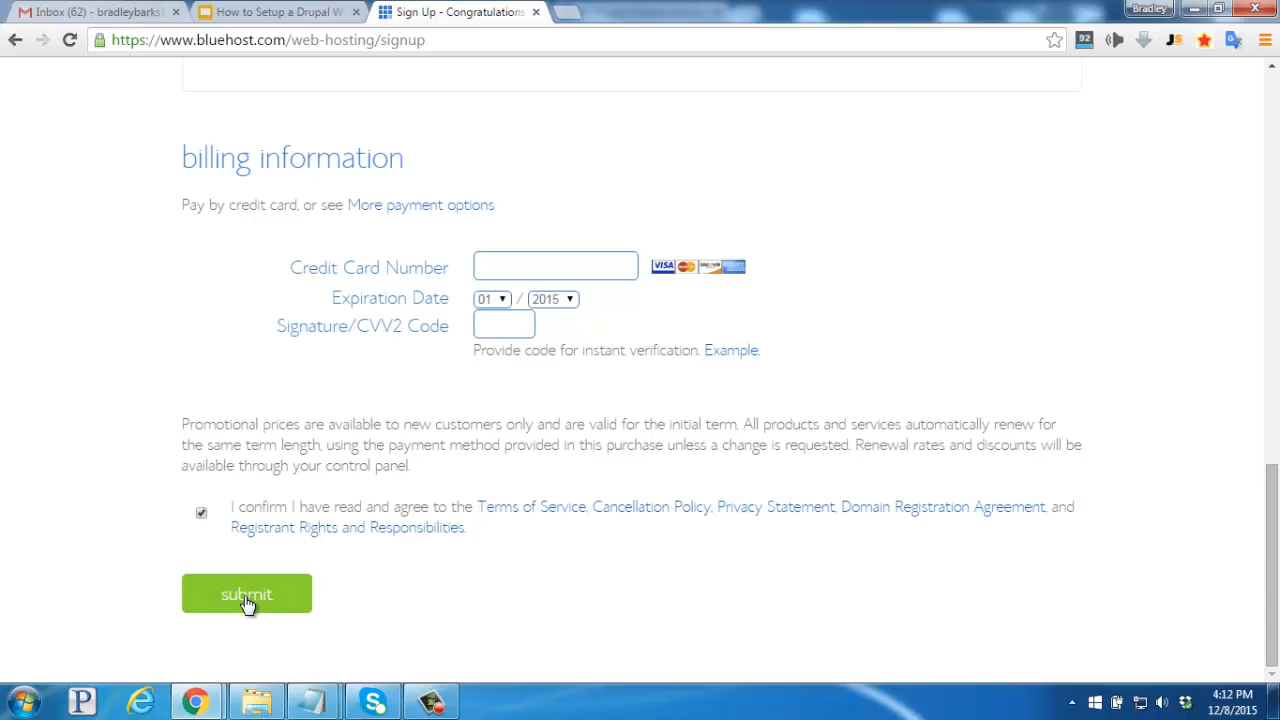 Inbox (62) - bradleybarks
How to Setup a Drupal W
Sign Up - Congratulations
Bradley
https://www.bluehost.com/web-hosting/signup
92
JS
billing information
Pay by credit card, or see More payment options
Credit Card Number
VISA
DISCOVER
Expiration Date
01 / 2015
Signature/CVV2 Code
Provide code for instant verification. Example.
Promotional prices are available to new customers only and are valid for the initial term. All products and services automatically renew for
the same term length, using the payment method provided in this purchase unless a change is requested. Renewal rates and discounts will be
available through your control panel.
I confirm I have read and agree to the Terms of Service, Cancellation Policy, Privacy Statement, Domain Registration Agreement, and
Registrant Rights and Responsibilities.
submit
P
4:12 PM
12/8/2015